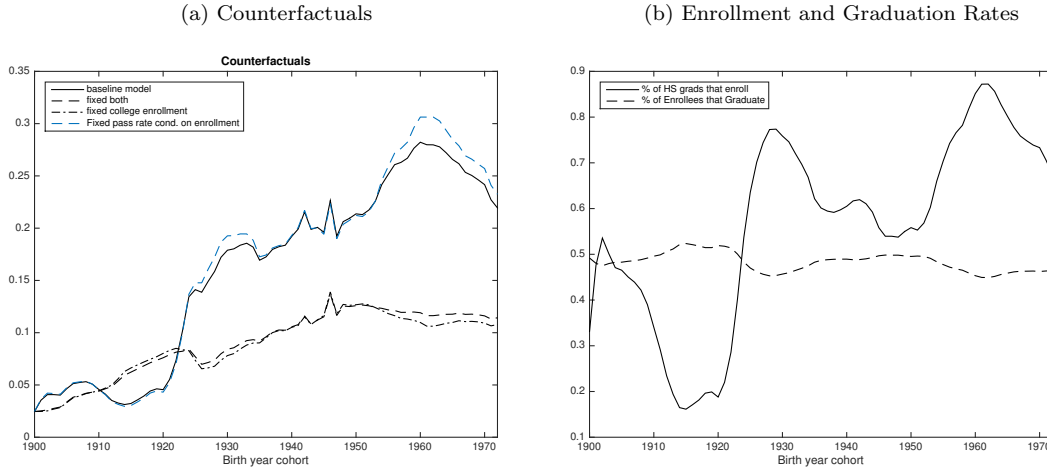 (a) Counterfactuals
(b) Enrollment and Graduation Rates
Counterfactuals
baseline model
fixed both
fixed college enrollment
Fixed pass rate cond. on enrollment
0.35
0.3
0.25
0.2
0.15
0.1
0.05
0
1900 1910 1920 1930 1940 1950 1960 1970
Birth year cohort
% of HS grads that enroll
% of Enrollees that Graduate
0.9
0.8
0.7
0.6
0.5
0.4
0.3
0.2
0.1
1900 1910 1920 1930 1940 1950 1960 1970
Birth year cohort